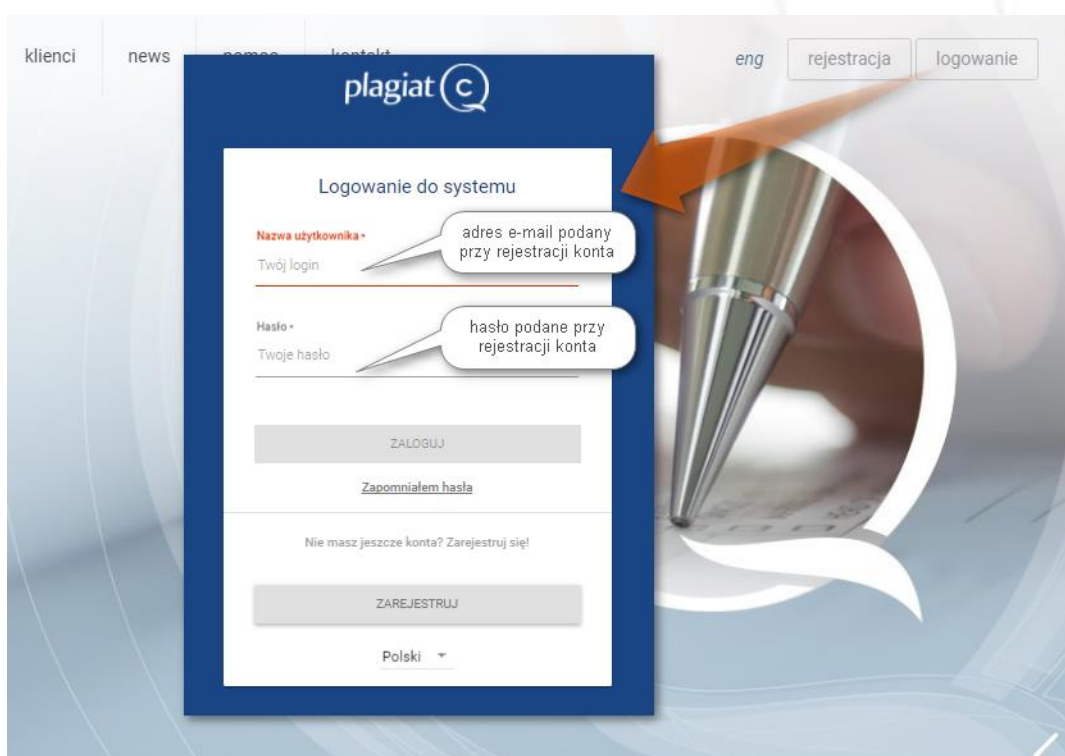 klienci
news
pomoc
kontakt
eng
rejestracja
logowanie
plagiat
Logowanie do systemu
Nazwa użytkownika *
Twój login
adres e-mail podany
przy rejestracji konta
Hasło *
Twoje hasło
hasło podane przy
rejestracji konta
ZALOGUJ
Zapomniałem hasła
Nie masz jeszcze konta? Zarejestruj się!
ZAREJESTRUJ
Polski